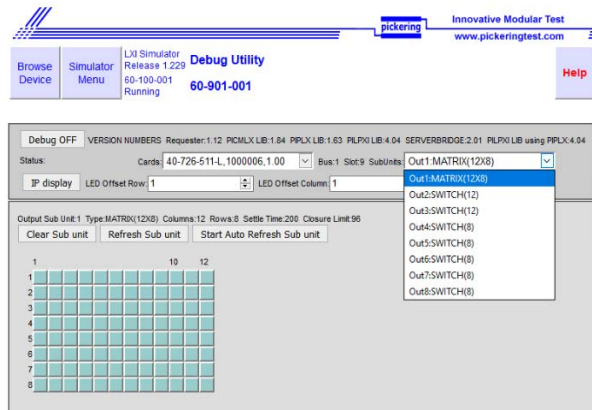 pickering
Innovative Modular Test
www.pickeringtest.com
Browse Device
Simulator Menu
LXI Simulator
Release 1.229
60-100-001
Running
Debug Utility
60-901-001
Help
Debug OFF VERSION NUMBERS Requester:1.12 PICMLX LIB:1.84 PIPLX LIB:1.63 PILPXI LIB:4.04 SERVERBRIDGE:2.01 PILPXI LIB using PIPLX:4.04
Status: Cards: 40-726-511-L,1000006,1.00 Bus:1 Slot:9 SubUnits: Out1:MATRIX(12X8)
IP display LED Offset Row: 1 LED Offset Column: 1
Out1:MATRIX(12X8)
Out2:SWITCH(12)
Out3:SWITCH(12)
Out4:SWITCH(8)
Out5:SWITCH(8)
Out6:SWITCH(8)
Out7:SWITCH(8)
Out8:SWITCH(8)
Output Sub Unit:1 Type:MATRIX(12X8) Columns:12 Rows:8 Settle Time:200 Closure Limit:96
Clear Sub unit Refresh Sub unit Start Auto Refresh Sub unit
1 10 12
1
2
3
4
5
6
7
8